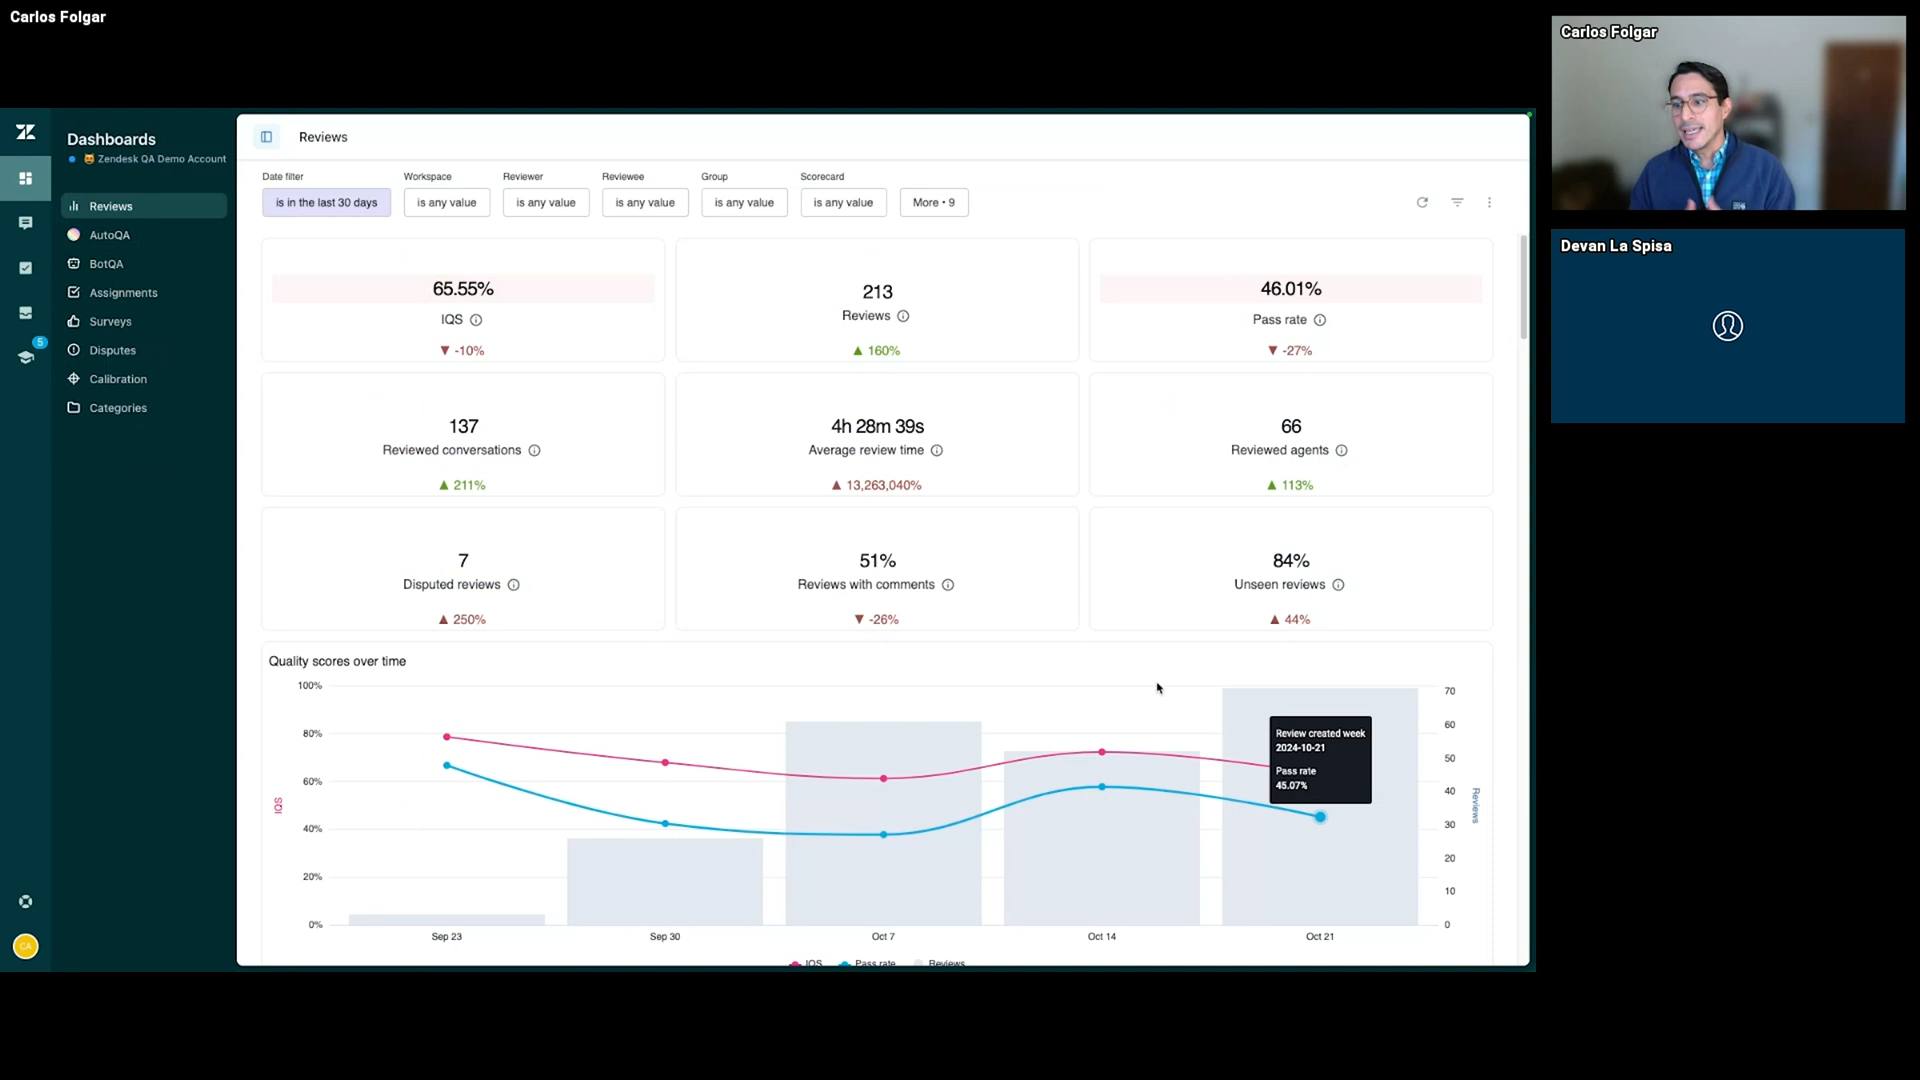 Carlos Folgar
Carlos Folgar
Devan La Spisa
Dashboards
Zendesk QA Demo Account
Reviews
AutoQA
BotQA
Assignments
Surveys
Disputes
Calibration
Categories
5
CA
Reviews
Date filter
is in the last 30 days
Workspace
is any value
Reviewer
is any value
Reviewee
is any value
Group
is any value
Scorecard
is any value
More • 9
65.55%
IQS
▼ -10%
213
Reviews
▲ 160%
46.01%
Pass rate
▼ -27%
137
Reviewed conversations
▲ 211%
4h 28m 39s
Average review time
▲ 13,263,040%
66
Reviewed agents
▲ 113%
7
Disputed reviews
▲ 250%
51%
Reviews with comments
▼ -26%
84%
Unseen reviews
▲ 44%
Quality scores over time
100%
80%
60%
40%
20%
0%
IQS
70
60
50
40
30
20
10
0
Reviews
Review created week
2024-10-21
Pass rate
45.07%
Sep 23
Sep 30
Oct 7
Oct 14
Oct 21
IQS
Pass rate
Reviews